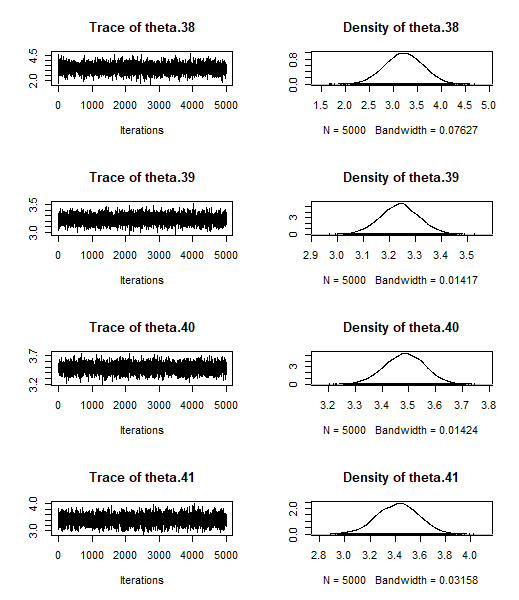 Trace of theta.38
4.5
2.0
0 1000 2000 3000 4000 5000
Iterations
Density of theta.38
0.8
0.0
1.5 2.0 2.5 3.0 3.5 4.0 4.5 5.0
N = 5000 Bandwidth = 0.07627
Trace of theta.39
3.5
3.0
0 1000 2000 3000 4000 5000
Iterations
Density of theta.39
3
0
2.9 3.0 3.1 3.2 3.3 3.4 3.5
N = 5000 Bandwidth = 0.01417
Trace of theta.40
3.7
3.2
0 1000 2000 3000 4000 5000
Iterations
Density of theta.40
3
0
3.2 3.3 3.4 3.5 3.6 3.7 3.8
N = 5000 Bandwidth = 0.01424
Trace of theta.41
4.0
3.0
0 1000 2000 3000 4000 5000
Iterations
Density of theta.41
2.0
0.0
2.8 3.0 3.2 3.4 3.6 3.8 4.0
N = 5000 Bandwidth = 0.03158